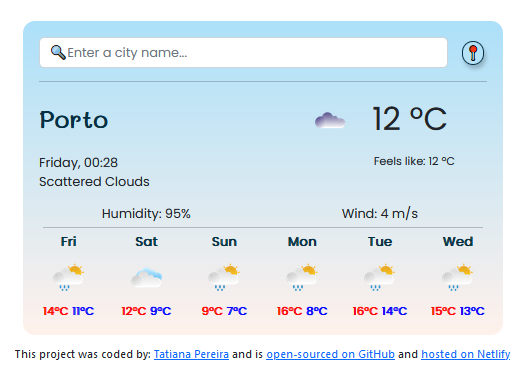 Enter a city name...
Porto
12 ºC
Friday, 00:28
Feels like: 12 ºC
Scattered Clouds
Humidity: 95% Wind: 4 m/s
Fri Sat Sun Mon Tue Wed
14ºC 11ºC 12ºC 9ºC 9ºC 7ºC 16ºC 8ºC 16ºC 14ºC 15ºC 13ºC
This project was coded by: Tatiana Pereira and is open-sourced on GitHub and hosted on Netlify